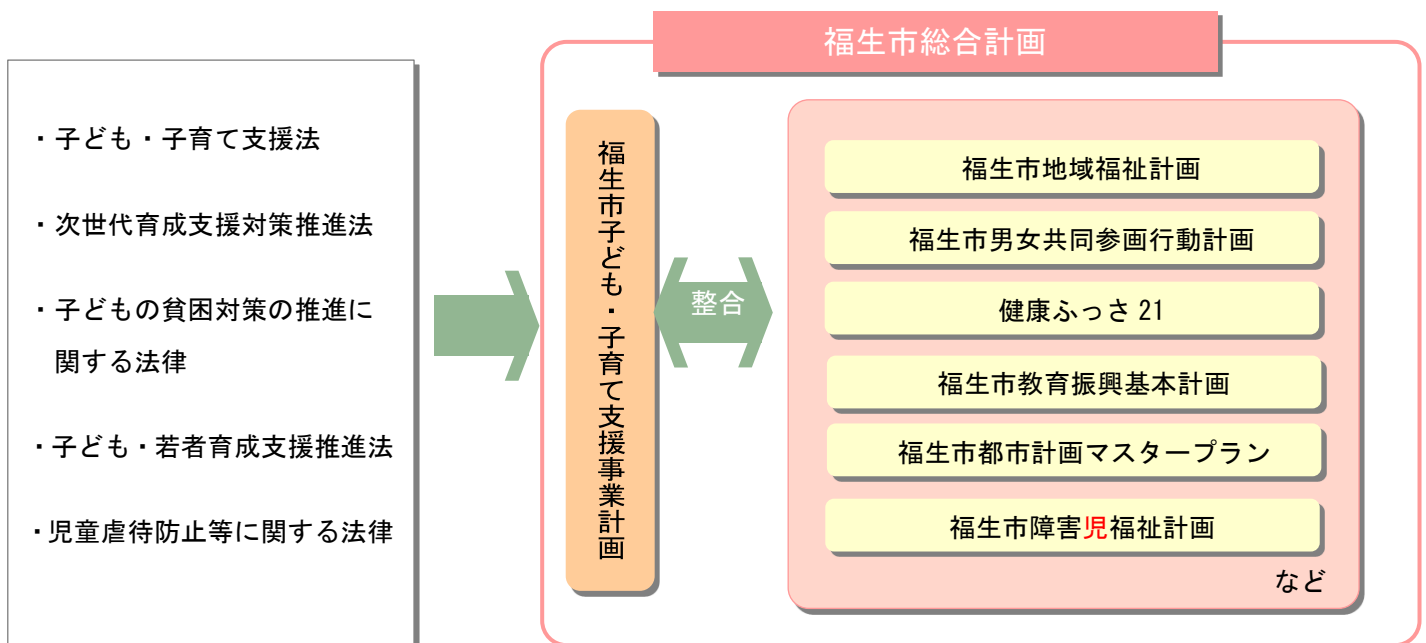 福生市総合計画
・子ども・子育て支援法
・次世代育成支援対策推進法
・子どもの貧困対策の推進に
関する法律
・子ども・若者育成支援推進法
・児童虐待防止等に関する法律
福生市子ども・子育て支援事業計画
整合
福生市地域福祉計画
福生市男女共同参画行動計画
健康ふっさ 21
福生市教育振興基本計画
福生市都市計画マスタープラン
福生市障害児福祉計画
など